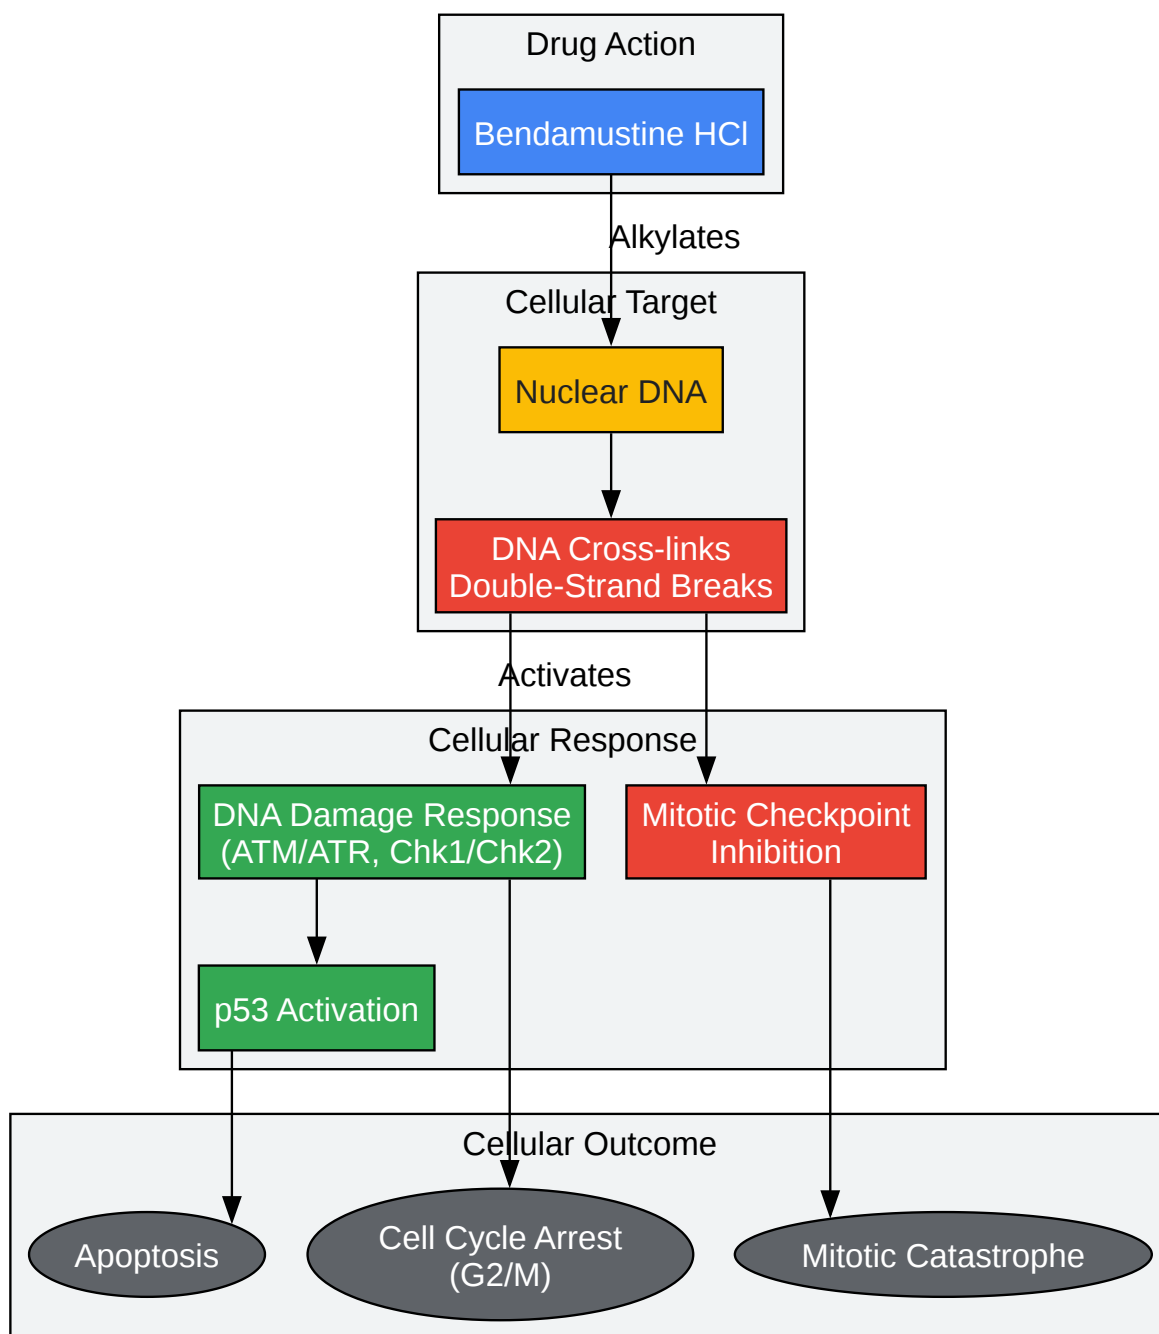 Drug Action
Bendamustine HCl
Alkylates
Cellular Target
Nuclear DNA
DNA Cross-links
Double-Strand Breaks
Activates
Cellular Response
DNA Damage Response
(ATM/ATR, Chk1/Chk2)
Mitotic Checkpoint
Inhibition
p53 Activation
Cellular Outcome
Apoptosis
Cell Cycle Arrest
(G2/M)
Mitotic Catastrophe